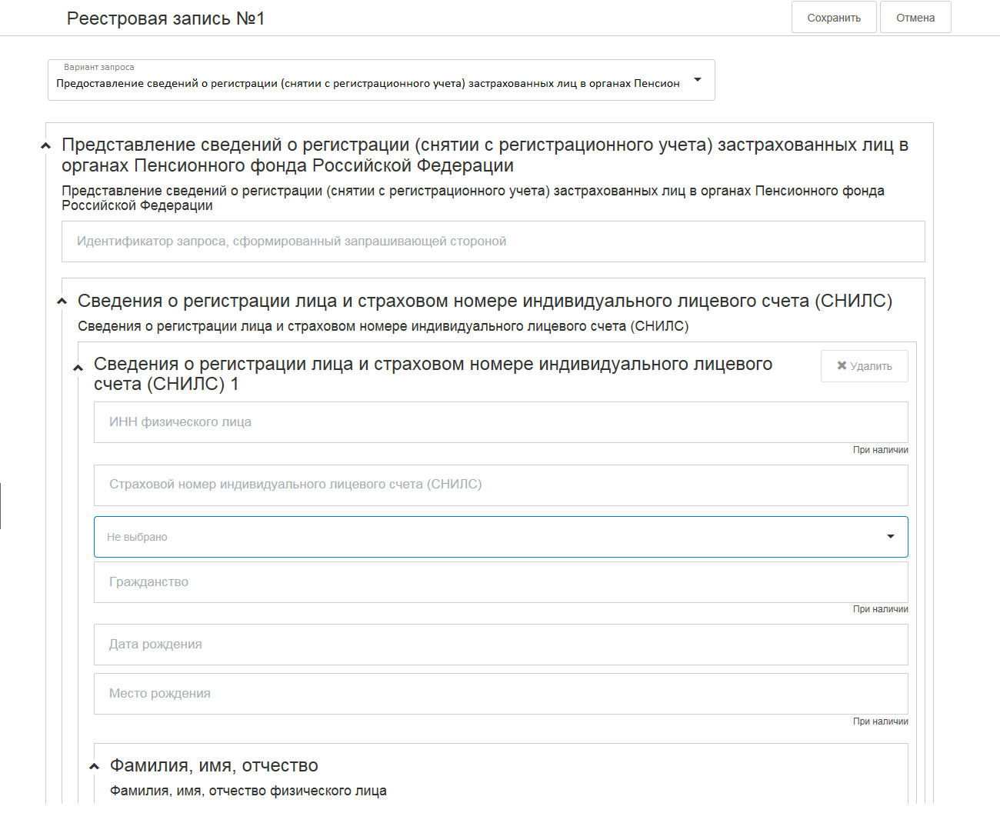 Реестровая запись №1
Сохранить
Отмена
Вариант запроса
Предоставление сведений о регистрации (снятии с регистрационного учета) застрахованных лиц в органах Пенсион
Представление сведений о регистрации (снятии с регистрационного учета) застрахованных лиц в
органах Пенсионного фонда Российской Федерации
Представление сведений о регистрации (снятии с регистрационного учета) застрахованных лиц в органах Пенсионного фонда
Российской Федерации
Идентификатор запроса, сформированный запрашивающей стороной
Сведения о регистрации лица и страховом номере индивидуального лицевого счета (СНИЛС)
Сведения о регистрации лица и страховом номере индивидуального лицевого счета (СНИЛС)
Сведения о регистрации лица и страховом номере индивидуального лицевого
счета (СНИЛС) 1
Удалить
ИНН физического лица
При наличии
Страховой номер индивидуального лицевого счета (СНИЛС)
Не выбрано
Гражданство
При наличии
Дата рождения
Место рождения
При наличии
Фамилия, имя, отчество
Фамилия, имя, отчество физического лица